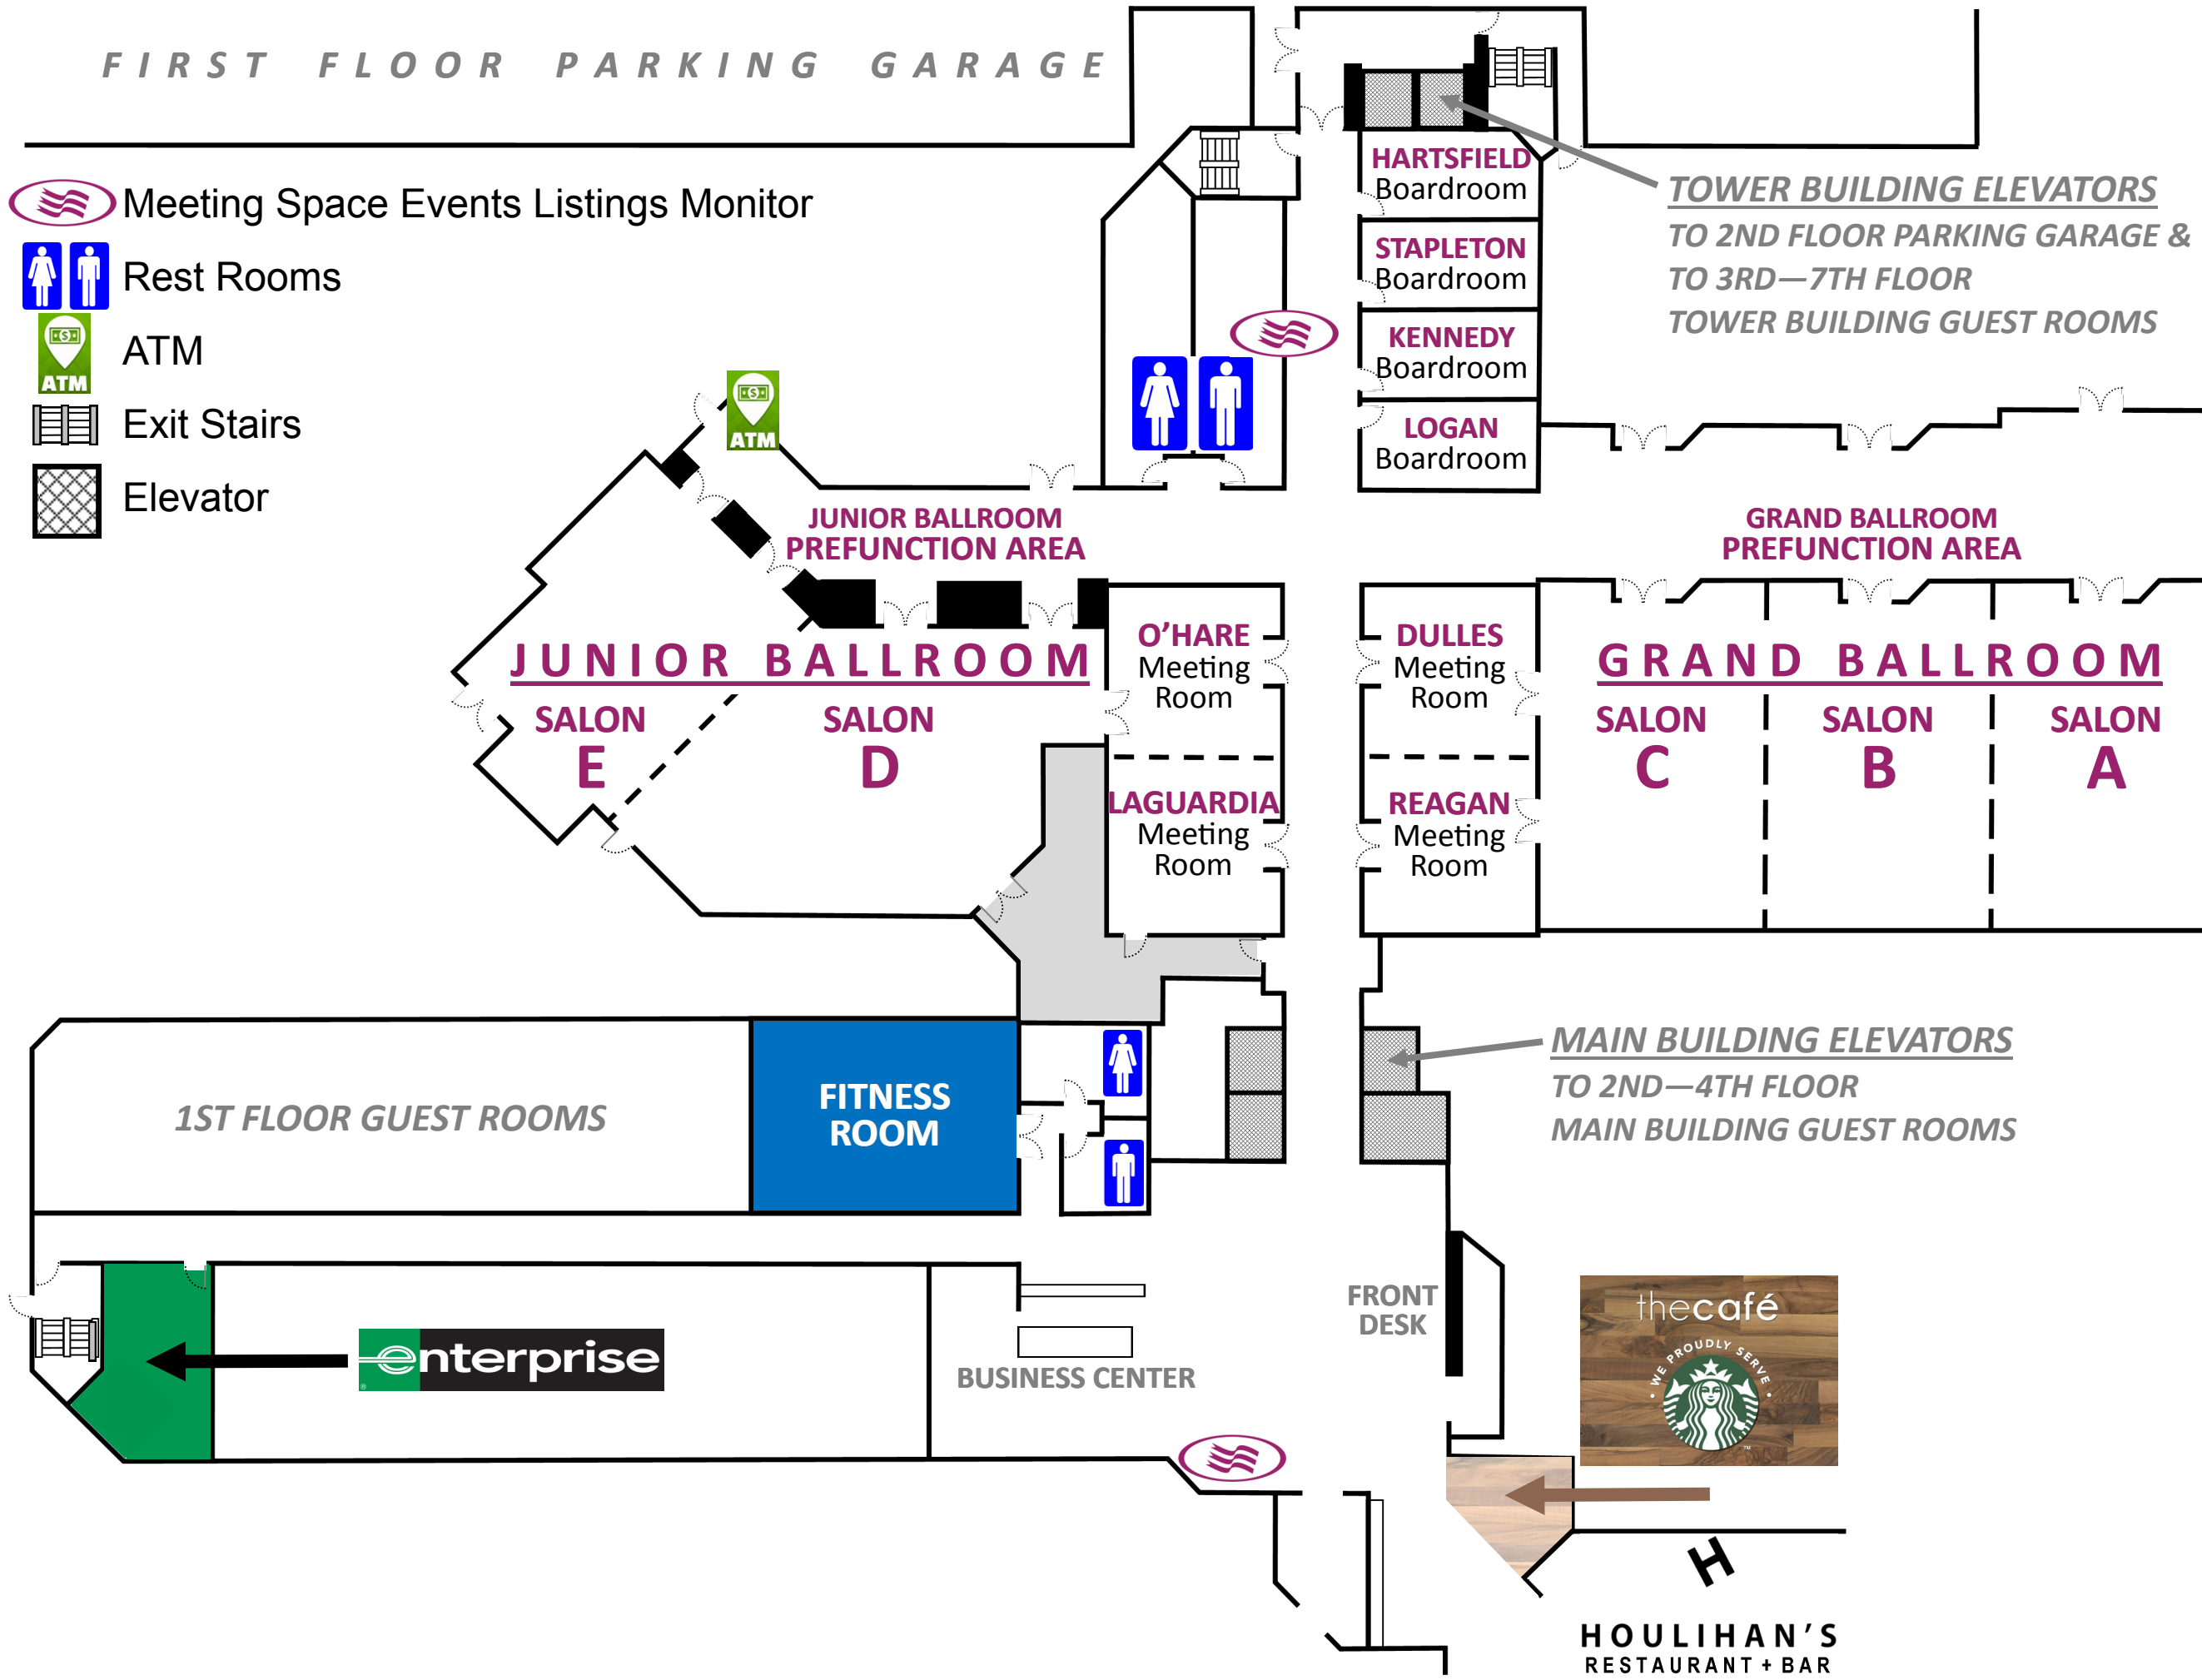 FIRST FLOOR PARKING GARAGE
Meeting Space Events Listings Monitor
Rest Rooms
ATM
ATM
Exit Stairs
Elevator
HARTSFIELD
Boardroom
STAPLETON
Boardroom
KENNEDY
Boardroom
LOGAN
Boardroom
TOWER BUILDING ELEVATORS
TO 2ND FLOOR PARKING GARAGE &
TO 3RD—7TH FLOOR
TOWER BUILDING GUEST ROOMS
ATM
JUNIOR BALLROOM
PREFUNCTION AREA
GRAND BALLROOM
PREFUNCTION AREA
JUNIOR BALLROOM
SALON
E
SALON
D
O'HARE
Meeting
Room
LAGUARDIA
Meeting
Room
DULLES
Meeting
Room
REAGAN
Meeting
Room
GRAND BALLROOM
SALON
C
SALON
B
SALON
A
1ST FLOOR GUEST ROOMS
FITNESS
ROOM
MAIN BUILDING ELEVATORS
TO 2ND—4TH FLOOR
MAIN BUILDING GUEST ROOMS
enterprise
BUSINESS CENTER
FRONT
DESK
thecafé
WE PROUDLY SERVE
HOULIHAN'S
RESTAURANT + BAR
H